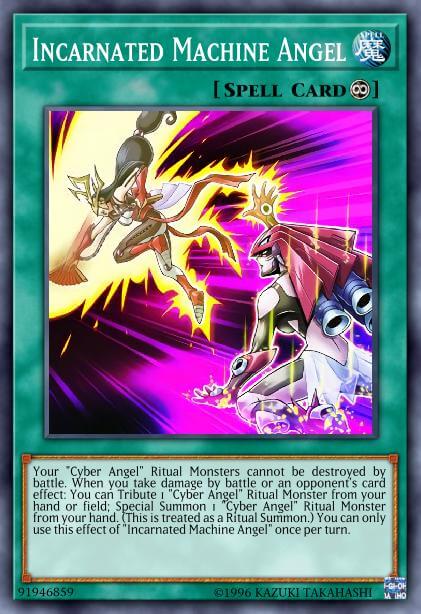 INCARNATED MACHINE ANGEL
SPELL
魔
[SPELL CARD]
Your "Cyber Angel" Ritual Monsters cannot be destroyed by
battle. When you take damage by battle or an opponent's card
effect: You can Tribute 1 "Cyber Angel" Ritual Monster from your
hand or field; Special Summon 1 "Cyber Angel" Ritual Monster
from your hand. (This is treated as a Ritual Summon.) You can only
use this effect of "Incarnated Machine Angel" once per turn.
91946859
©1996 KAZUKI TAKAHASHI